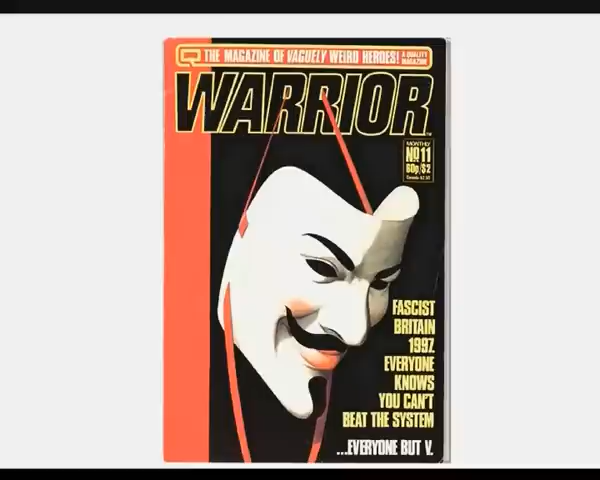 Q THE MAGAZINE OF VAGUELY WEIRD HEROES! A QUALITY MAGAZINE
WARRIOR
MONTHLY
No11
60p/$2
FASCIST
BRITAIN
1997.
EVERYONE
KNOWS
YOU CAN'T
BEAT THE SYSTEM
...EVERYONE BUT V.